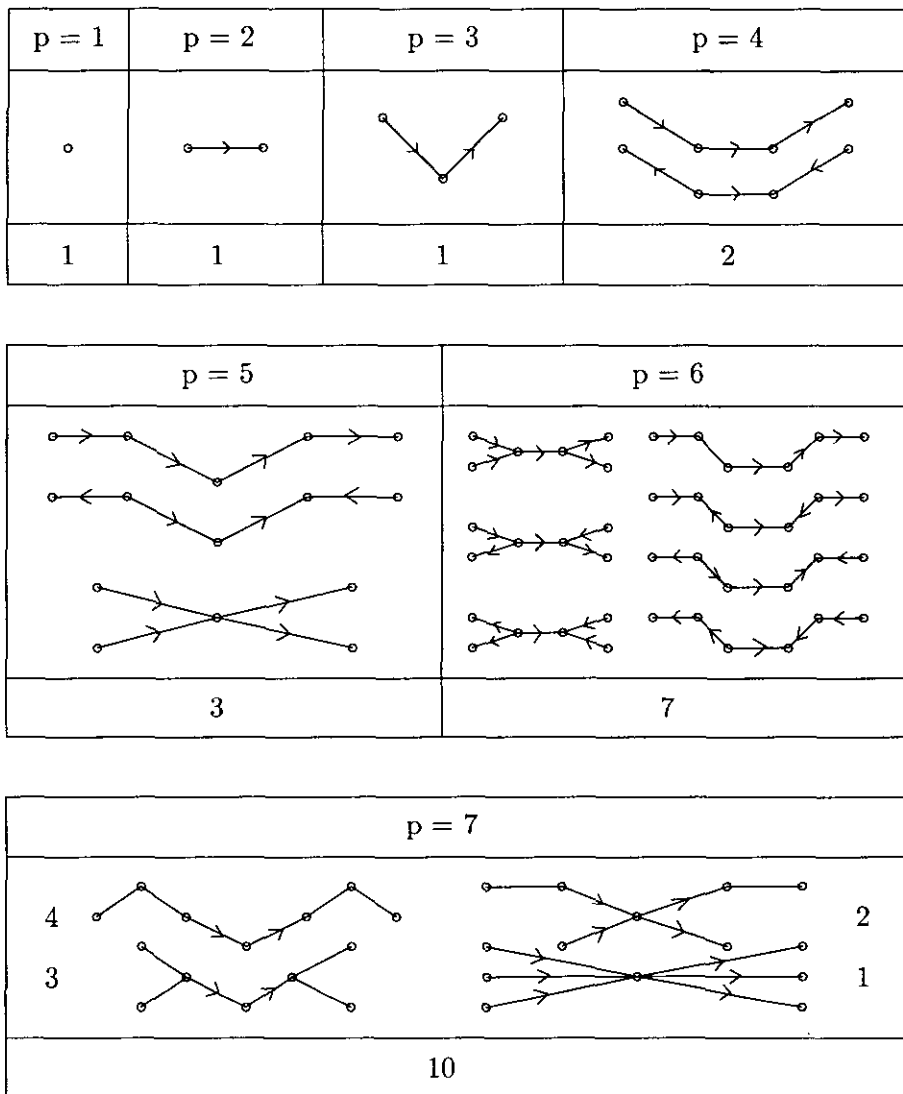 p = 1 p = 2 p = 3 p = 4
1 1 1 2
p = 5 p = 6
3 7
p = 7
4 2
3 1
10